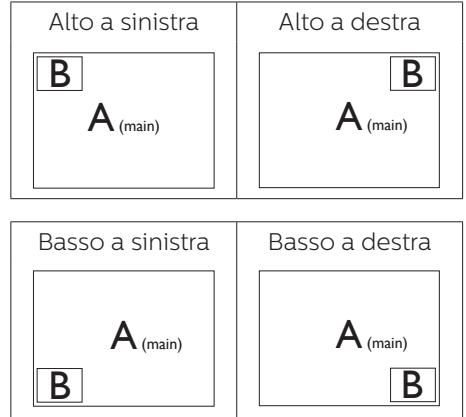 Alto a sinistra
Alto a destra
B
A (main)
B
A (main)
Basso a sinistra
Basso a destra
A (main)
B
A (main)
B